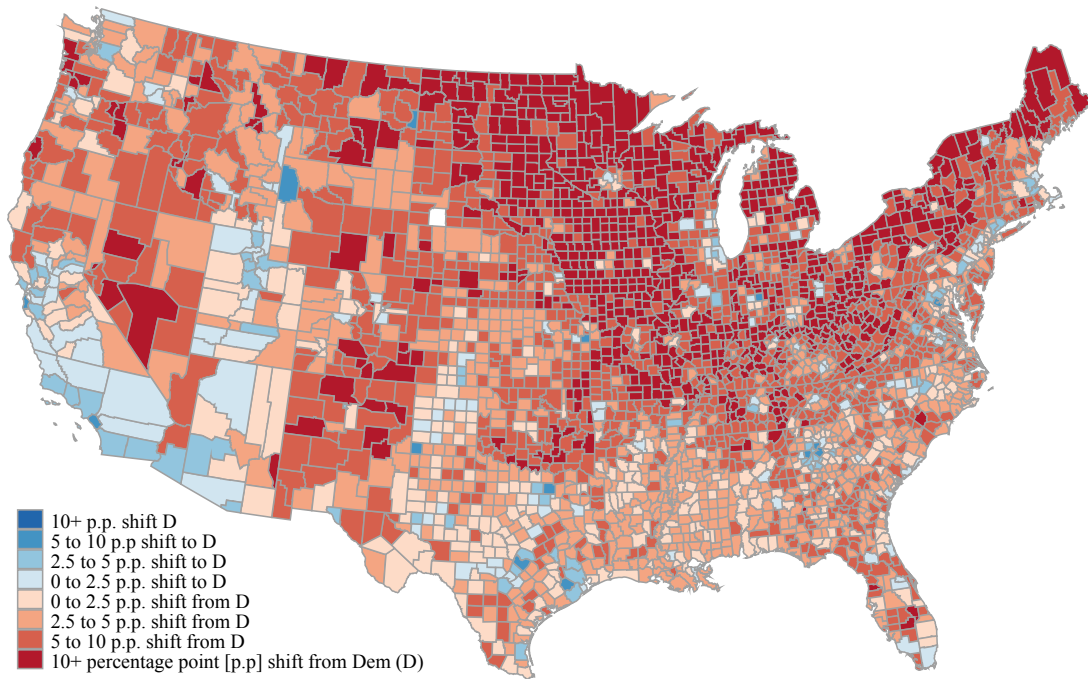 10+ p.p. shift D
5 to 10 p.p shift to D
2.5 to 5 p.p. shift to D
0 to 2.5 p.p. shift to D
0 to 2.5 p.p. shift from D
2.5 to 5 p.p. shift from D
5 to 10 p.p. shift from D
10+ percentage point [p.p] shift from Dem (D)